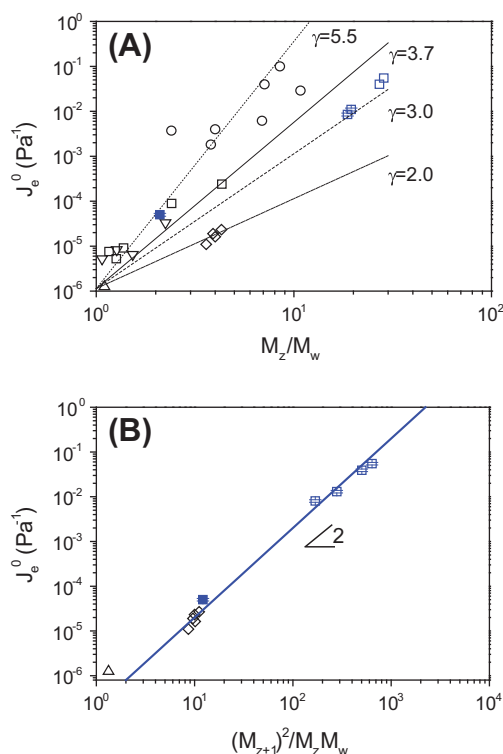 (A)
γ=5.5
γ=3.7
γ=3.0
γ=2.0
J_e^0 (Pa^-1)
10^0
10^-1
10^-2
10^-3
10^-4
10^-5
10^-6
10^0 10^1 10^2
M_z/M_w
(B)
2
J_e^0 (Pa^-1)
10^0
10^-1
10^-2
10^-3
10^-4
10^-5
10^-6
10^0 10^1 10^2 10^3 10^4
(M_z+1)^2/M_zM_w